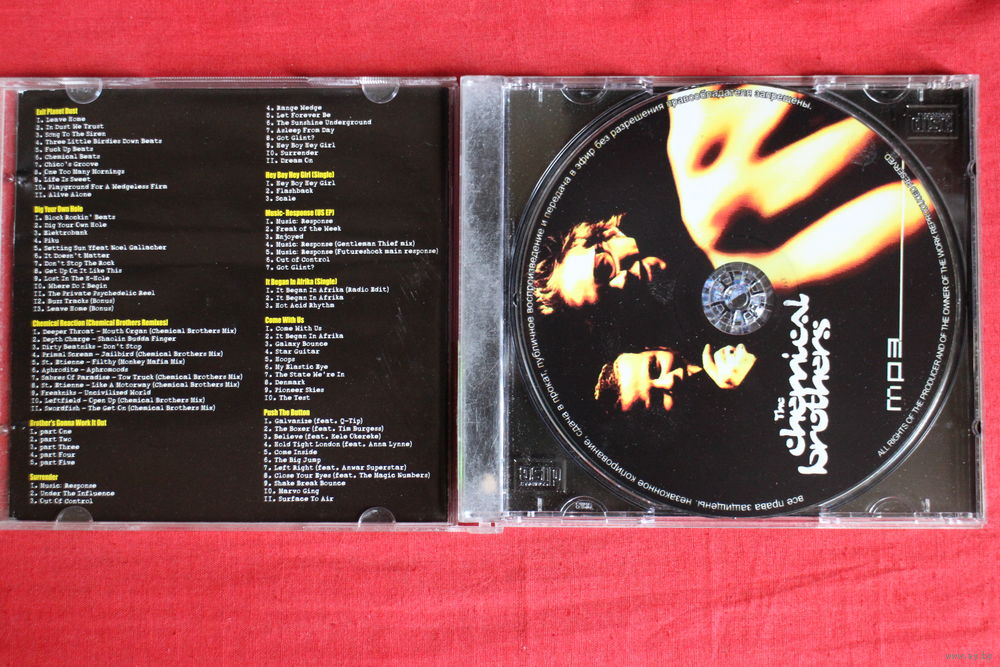 Exit Planet Dust
1. Leave Home
2. In Dust We Trust
3. Song To The Siren
4. Three Little Birdies Down Beats
5. Fuck Up Beats
6. Chemical Beats
7. Chico's Groove
8. One Too Many Mornings
9. Life Is Sweet
10. Playground For A Wedgeless Firm
11. Alive Alone
Dig Your Own Hole
1. Block Rockin' Beats
2. Dig Your Own Hole
3. Elektrobank
4. Piku
5. Setting Sun Yfeat Noel Gallacher
6. It Doesn't Matter
7. Don't Stop The Rock
8. Get Up On It Like This
9. Lost In The K-Hole
10. Where Do I Begin
11. The Private Psychedelic Reel
12. Buzz Tracks (Bonus)
13. Leave Home (Bonus)
Chemical Reaction (Chemical Brothers Remixes)
1. Deeper Throat - Mouth Organ (Chemical Brothers Mix)
2. Depth Charge - Shaolin Budda Finger
3. Dirty Beatniks - Don't Stop
4. Primal Scream - Jailbird (Chemical Brothers Mix)
5. St. Etienne - Filthy (Monkey Mafia Mix)
6. Aphrodite - Aphromoods
7. Sabres Of Paradise - Tow Truck (Chemical Brothers Mix)
8. St. Etienne - Like A Motorway (Chemical Brothers Mix)
9. Freakniks - Uncivilized World
10. Leftfield - Open Up (Chemical Brothers Mix)
11. Swordfish - The Get On (Chemical Brothers Mix)
Brother's Gonna Work It Out
1. part One
2. part Two
3. part Three
4. part Four
5. part Five
Surrender
1. Music: Response
2. Under The Influence
3. Out Of Control
4. Range Wedge
5. Let Forever Be
6. The Sunshine Underground
7. Asleep From Day
8. Got Glint?
9. Hey Boy Hey Girl
10. Surrender
11. Dream On
Hey Boy Hey Girl (Single)
1. Hey Boy Hey Girl
2. Flashback
3. Scale
Music- Response (US EP)
1. Music: Response
2. Freak of the Week
3. Enjoyed
4. Music: Response (Gentleman Thief mix)
5. Music: Response (Futureshock main response)
6. Out of Control
7. Got Glint?
It Began In Afrika (Single)
1. It Began In Afrika (Radio Edit)
2. It Began In Afrika
3. Hot Acid Rhythm
Come With Us
1. Come With Us
2. It Began In Afrika
3. Galaxy Bounce
4. Star Guitar
5. Hoops
6. My Elastic Eye
7. The State We're In
8. Denmark
9. Pioneer Skies
10. The Test
Push The Button
1. Galvanize (feat. Q-Tip)
2. The Boxer (feat. Tim Burgess)
3. Believe (feat. Kele Okereke)
4. Hold Tight London (feat. Anna Lynne)
5. Come Inside
6. The Big Jump
7. Left Right (feat. Anwar Superstar)
8. Close Your Eyes (feat. The Magic Numbers)
9. Shake Break Bounce
10. Marvo Ging
11. Surface To Air
все права защищены. незаконное копирование, сдача в прокат, публичное воспроизведение и передача в эфир без разрешения правообладателя запрещены.
The
chemical
brothers
mp3
ALL RIGHTS OF THE PRODUCER AND OF THE OWNER OF THE WORK REPRODUCED RESERVED